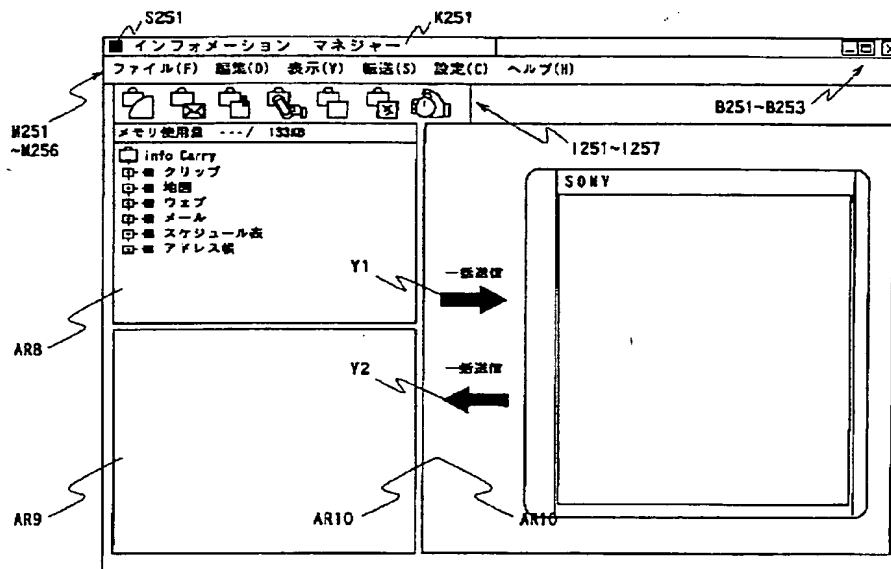 S251
K251
インフォメーション マネジャー
ファイル(F) 編集(D) 表示(V) 転送(S) 設定(C) ヘルプ(H)
B251~B253
M251
~M256
I251~I257
メモリ使用量 ---/ 133KB
info Carry
クリップ
地図
ウェブ
メール
スケジュール表
アドレス帳
SONY
Y1
一括送信
AR8
Y2
一括送信
AR9
AR10
AR10